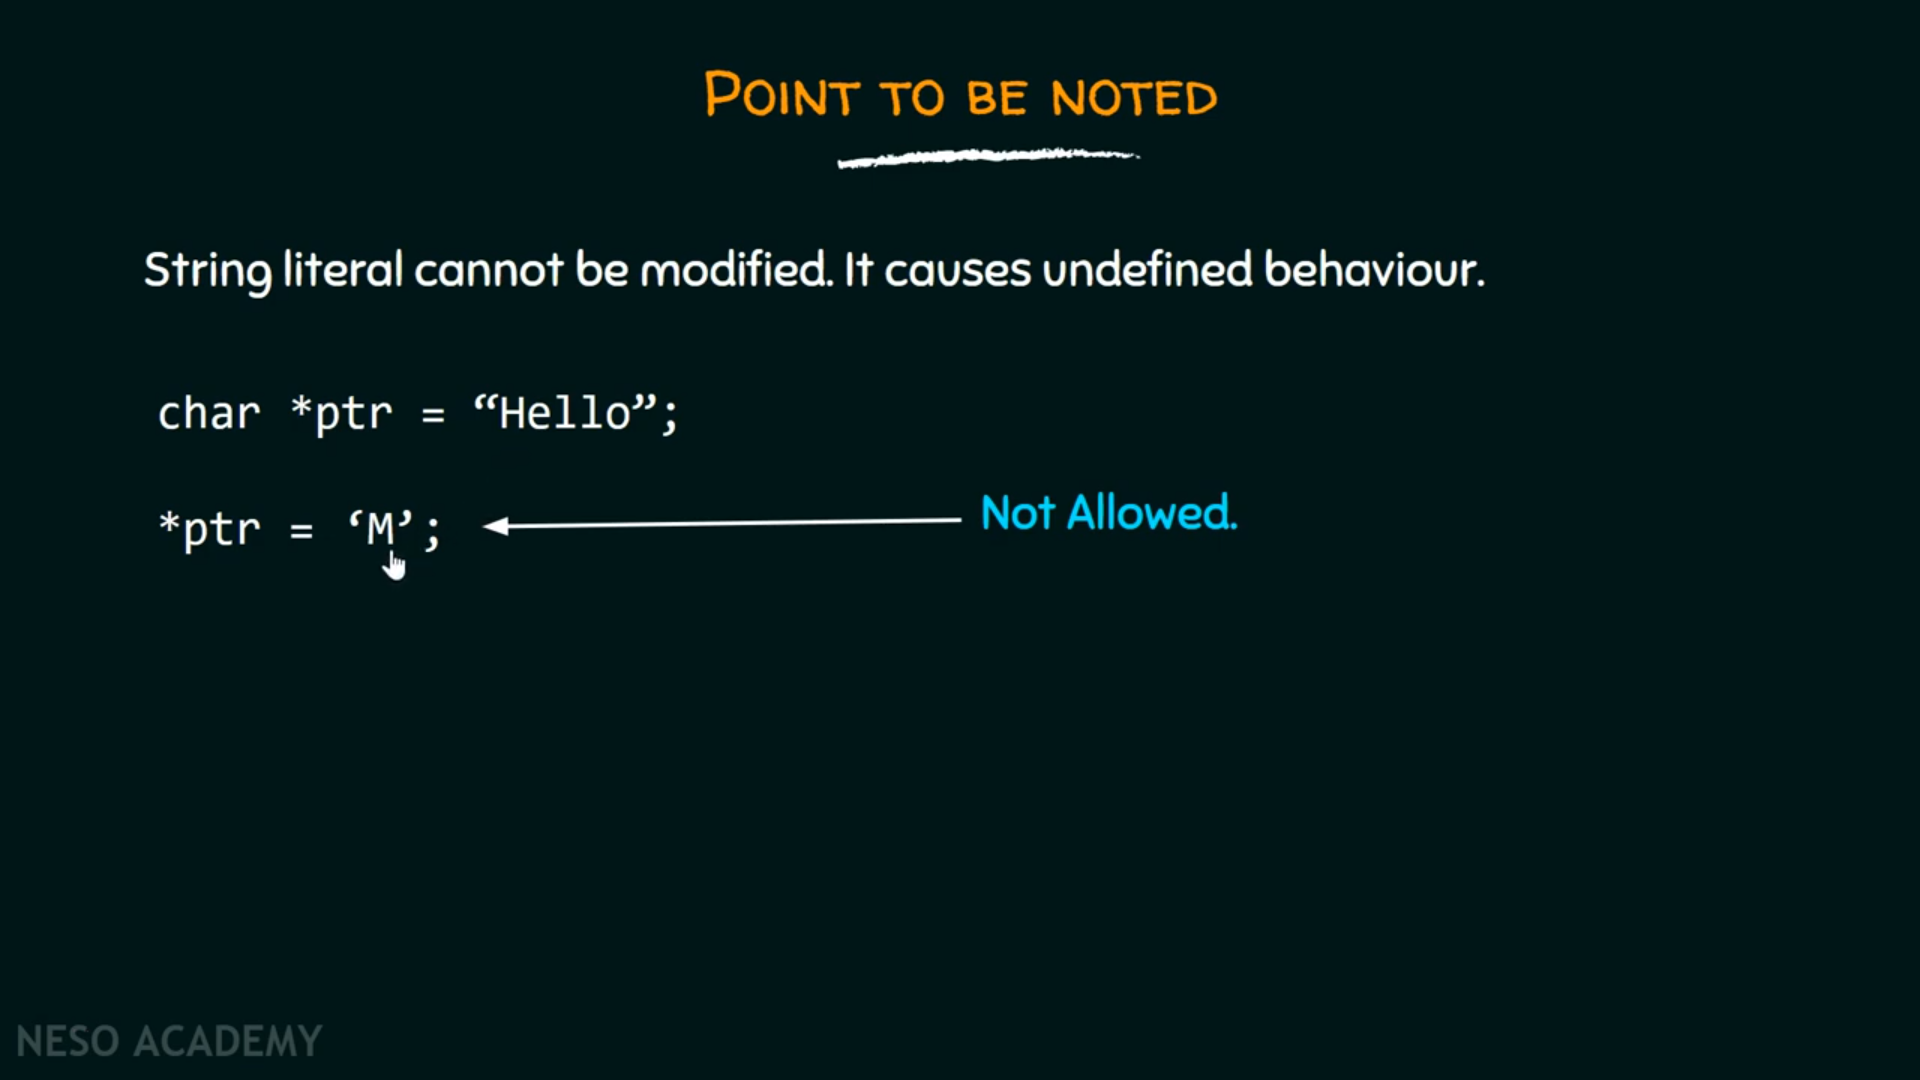 POINT TO BE NOTED
String literal cannot be modified. It causes undefined behaviour.
char *ptr = “Hello”;
*ptr = ‘M’;
Not Allowed.
NESO ACADEMY